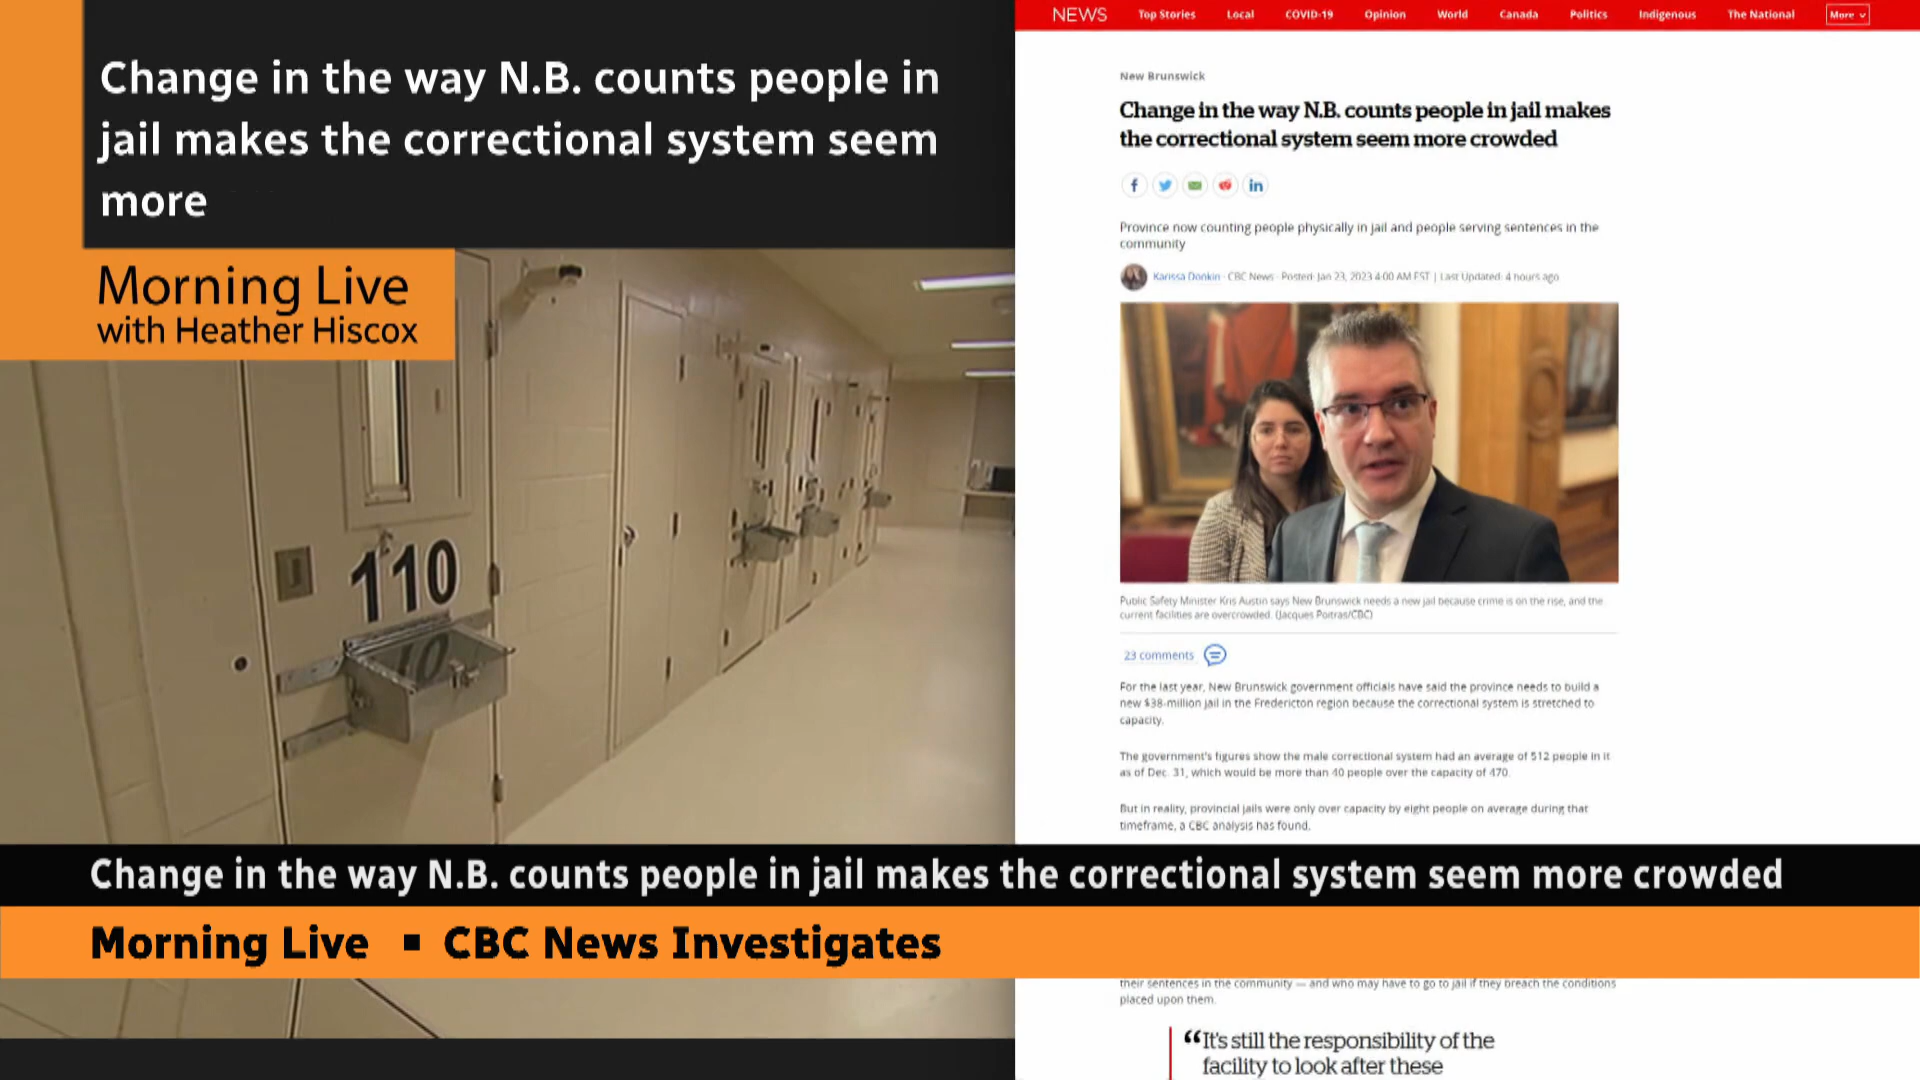 Change in the way N.B. counts people in
jail makes the correctional system seem
more
Morning Live
with Heather Hiscox
110
10
NEWS Top Stories Local COVID-19 Opinion World Canada Politics Indigenous The National More
New Brunswick
Change in the way N.B. counts people in jail makes
the correctional system seem more crowded
Province now counting people physically in jail and people serving sentences in the
community
Karissa Donkin · CBC News · Posted: Jan 23, 2023 4:00 AM EST | Last Updated: 4 hours ago
Public Safety Minister Kris Austin says New Brunswick needs a new jail because crime is on the rise, and the
current facilities are overcrowded. (Jacques Poitras/CBC)
23 comments
For the last year, New Brunswick government officials have said the province needs to build a
new $38-million jail in the Fredericton region because the correctional system is stretched to
capacity.
The government's figures show the male correctional system had an average of 512 people in it
as of Dec. 31, which would be more than 40 people over the capacity of 470.
But in reality, provincial jails were only over capacity by eight people on average during that
timeframe, a CBC analysis has found.
Change in the way N.B. counts people in jail makes the correctional system seem more crowded
Morning Live ▪ CBC News Investigates
their sentences in the community — and who may have to go to jail if they breach the conditions
placed upon them.
“It's still the responsibility of the
facility to look after these